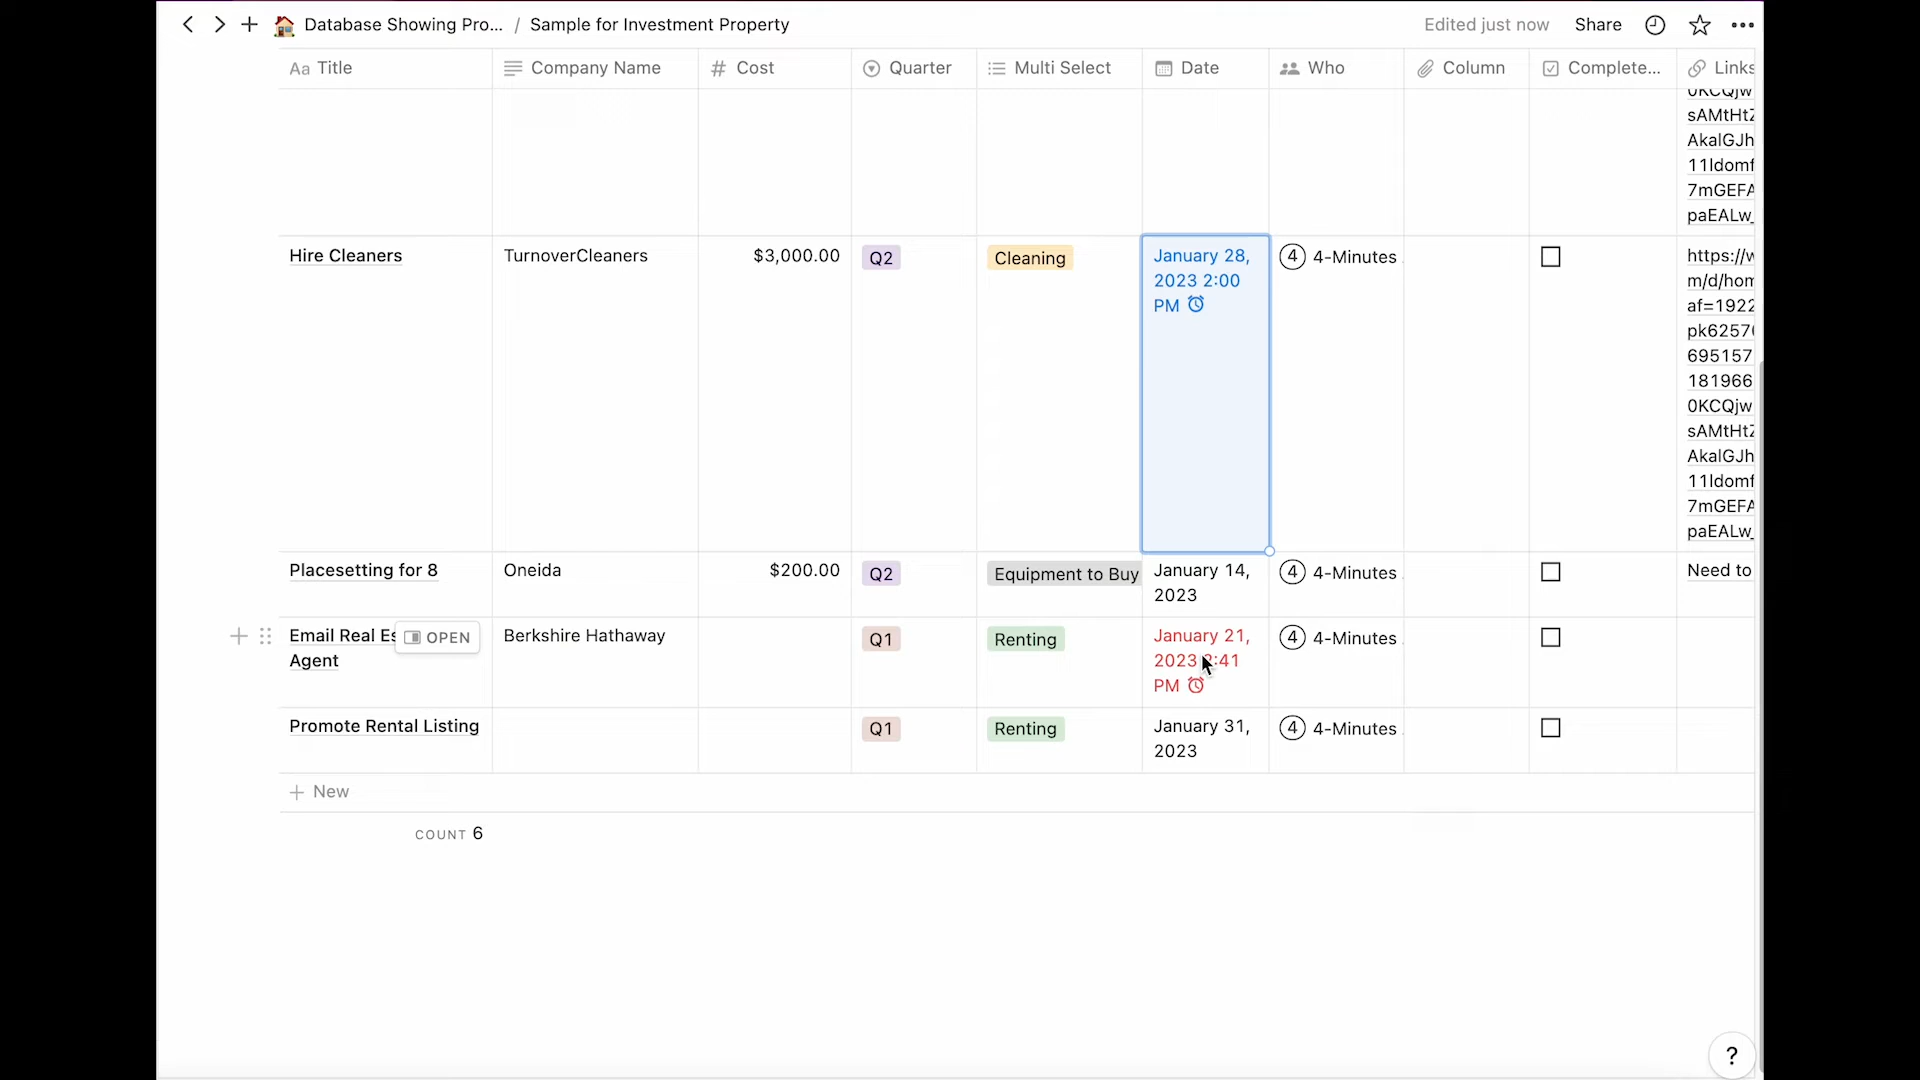 Database Showing Pro... / Sample for Investment Property
Edited just now Share
Aa Title Company Name # Cost Quarter Multi Select Date Who Column Complete... Links
sAMtHtZ
AkalGJh
11ldomf
7mGEFA
paEALw_
Hire Cleaners TurnoverCleaners $3,000.00 Q2 Cleaning January 28, 2023 2:00 PM 4 4-Minutes
https://w
m/d/hom
af=1922
pk6257
695157
181966
0KCQjw
sAMtHtZ
AkalGJh
11ldomf
7mGEFA
paEALw_
Placesetting for 8 Oneida $200.00 Q2 Equipment to Buy January 14, 2023 4 4-Minutes Need to
Email Real Es
Agent
OPEN
Berkshire Hathaway Q1 Renting January 21, 2023 :41 PM 4 4-Minutes
Promote Rental Listing Q1 Renting January 31, 2023 4 4-Minutes
+ New
COUNT 6
?